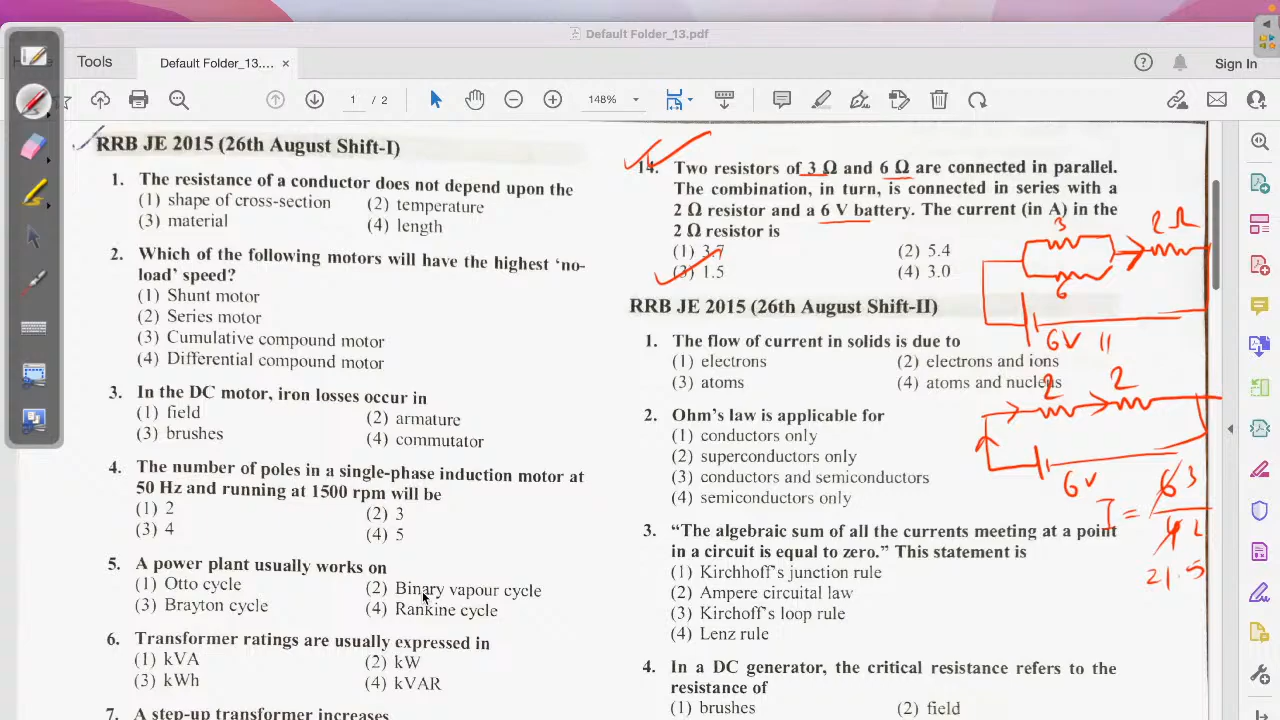 Default Folder_13.pdf
Tools
Default Folder_13....
×
Sign In
1 / 2
148%
RRB JE 2015 (26th August Shift-I)
1. The resistance of a conductor does not depend upon the
(1) shape of cross-section (2) temperature
(3) material (4) length
2. Which of the following motors will have the highest ‘no-
load’ speed?
(1) Shunt motor
(2) Series motor
(3) Cumulative compound motor
(4) Differential compound motor
3. In the DC motor, iron losses occur in
(1) field (2) armature
(3) brushes (4) commutator
4. The number of poles in a single-phase induction motor at
50 Hz and running at 1500 rpm will be
(1) 2 (2) 3
(3) 4 (4) 5
5. A power plant usually works on
(1) Otto cycle (2) Binary vapour cycle
(3) Brayton cycle (4) Rankine cycle
6. Transformer ratings are usually expressed in
(1) kVA (2) kW
(3) kWh (4) kVAR
7. A step-up transformer increases
14. Two resistors of 3 Ω and 6 Ω are connected in parallel.
The combination, in turn, is connected in series with a
2 Ω resistor and a 6 V battery. The current (in A) in the
2 Ω resistor is
(1) 3.7 (2) 5.4
(3) 1.5 (4) 3.0
RRB JE 2015 (26th August Shift-II)
1. The flow of current in solids is due to
(1) electrons (2) electrons and ions
(3) atoms (4) atoms and nucleus
2. Ohm’s law is applicable for
(1) conductors only
(2) superconductors only
(3) conductors and semiconductors
(4) semiconductors only
3. “The algebraic sum of all the currents meeting at a point
in a circuit is equal to zero.” This statement is
(1) Kirchhoff’s junction rule
(2) Ampere circuital law
(3) Kirchoff’s loop rule
(4) Lenz rule
4. In a DC generator, the critical resistance refers to the
resistance of
(1) brushes (2) field
3
2 Ω
6
6V
2 2
6V
I = 6 3
4 2
1.5